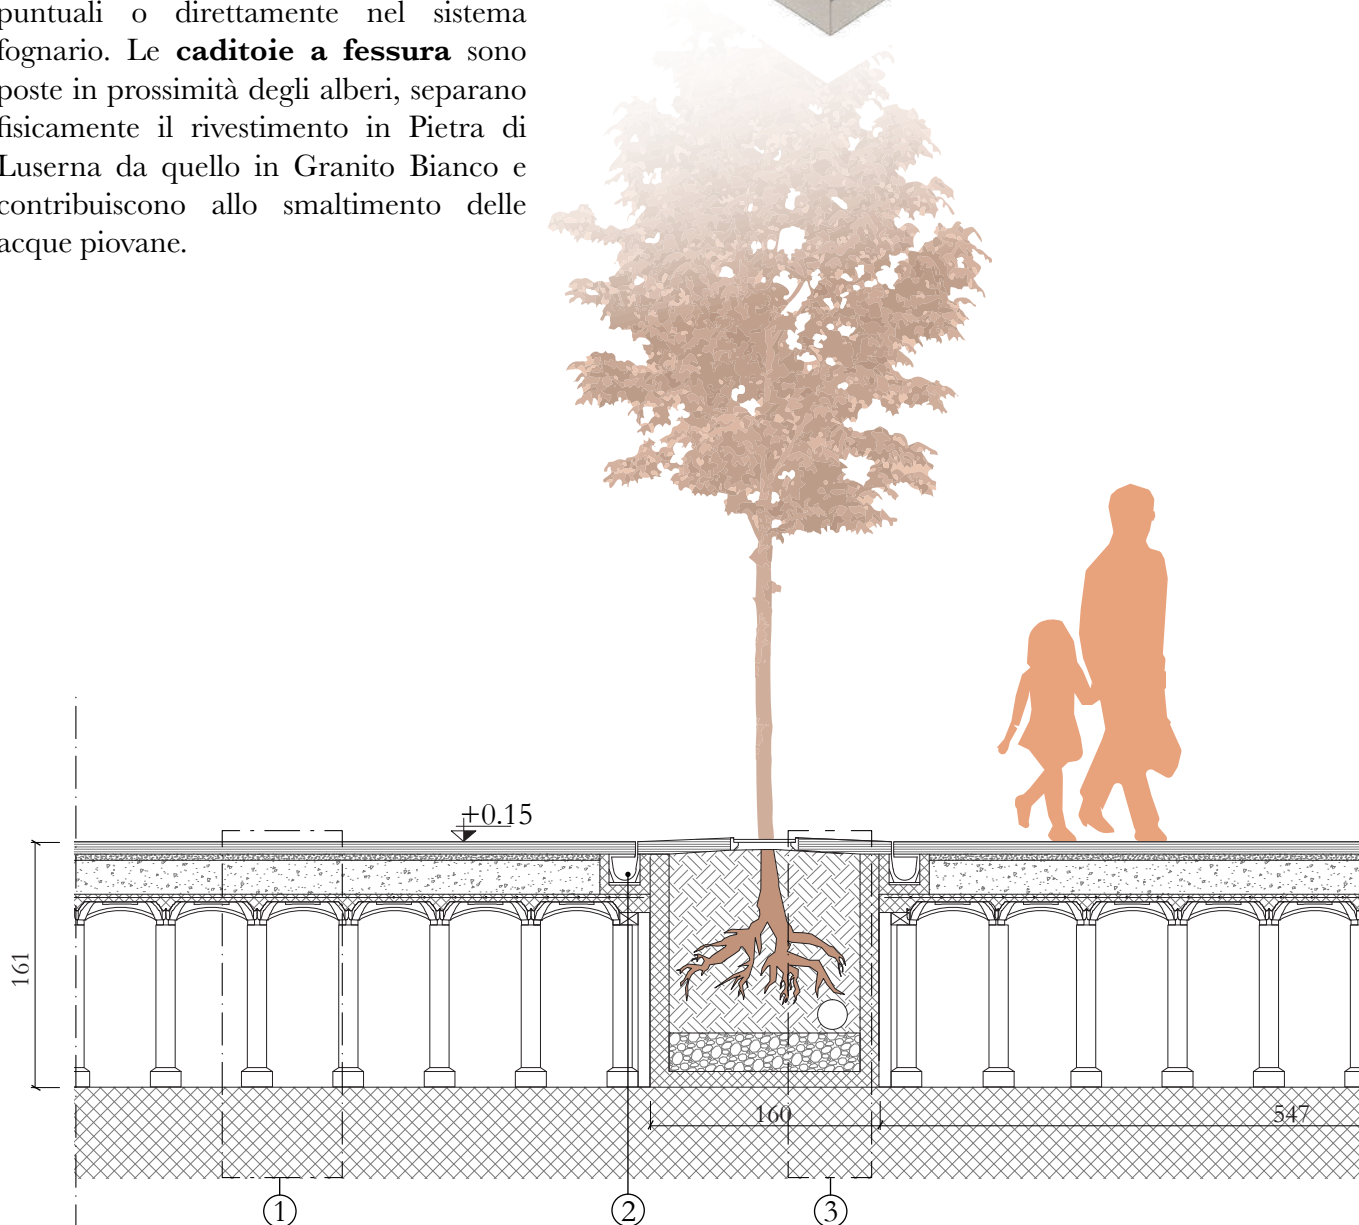 puntuali o direttamente nel sistema
fognario. Le caditoie a fessura sono
poste in prossimità degli alberi, separano
fisicamente il rivestimento in Pietra di
Luserna da quello in Granito Bianco e
contribuiscono allo smaltimento delle
acque piovane.
+0.15
161
160
547
1
2
3